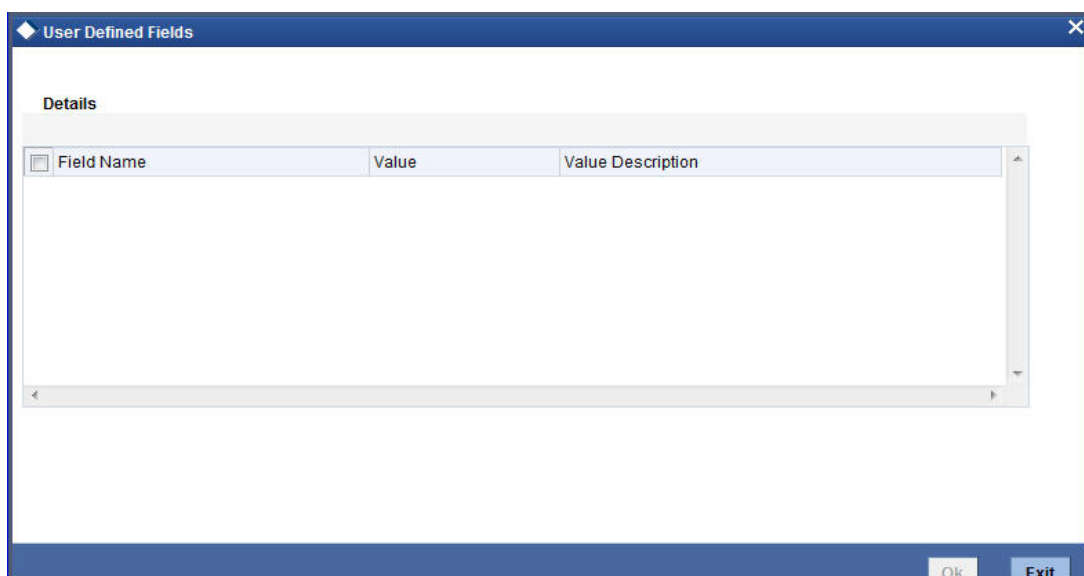 User Defined Fields
Details
Field Name Value Value Description
Ok Exit